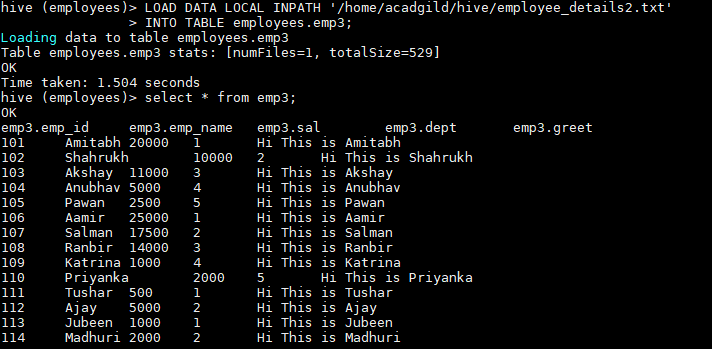 hive (employees)> LOAD DATA LOCAL INPATH '/home/acadgild/hive/employee_details2.txt'
> INTO TABLE employees.emp3;
Loading data to table employees.emp3
Table employees.emp3 stats: [numFiles=1, totalSize=529]
OK
Time taken: 1.504 seconds
hive (employees)> select * from emp3;
OK
emp3.emp_id emp3.emp_name emp3.sal emp3.dept emp3.greet
101 Amitabh 20000 1 Hi This is Amitabh
102 Shahrukh 10000 2 Hi This is Shahrukh
103 Akshay 11000 3 Hi This is Akshay
104 Anubhav 5000 4 Hi This is Anubhav
105 Pawan 2500 5 Hi This is Pawan
106 Aamir 25000 1 Hi This is Aamir
107 Salman 17500 2 Hi This is Salman
108 Ranbir 14000 3 Hi This is Ranbir
109 Katrina 1000 4 Hi This is Katrina
110 Priyanka 2000 5 Hi This is Priyanka
111 Tushar 500 1 Hi This is Tushar
112 Ajay 5000 2 Hi This is Ajay
113 Jubeen 1000 1 Hi This is Jubeen
114 Madhuri 2000 2 Hi This is Madhuri